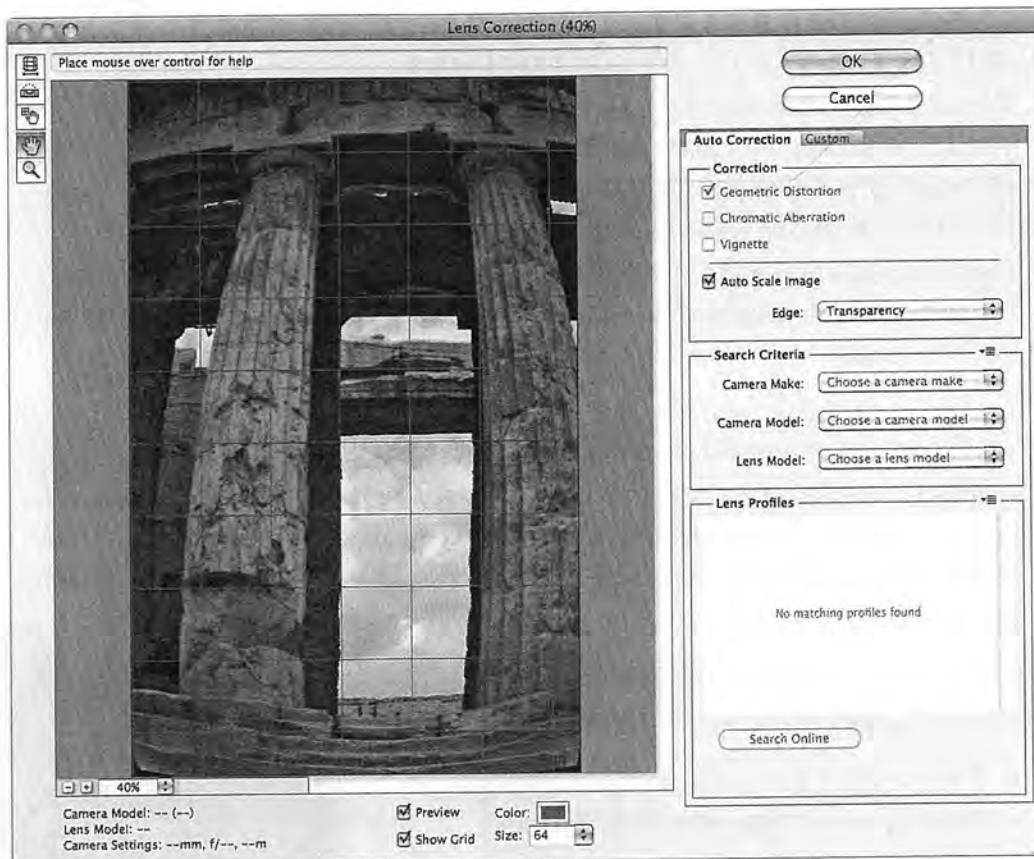 Lens Correction (40%)
Place mouse over control for help
OK
Cancel
Auto Correction
Custom
Correction
Geometric Distortion
Chromatic Aberration
Vignette
Auto Scale Image
Edge: Transparency
Search Criteria
Camera Make: Choose a camera make
Camera Model: Choose a camera model
Lens Model: Choose a lens model
Lens Profiles
No matching profiles found
Search Online
40%
Camera Model: -- (--)
Lens Model: --
Camera Settings: --mm, f/--, --m
Preview
Show Grid
Color:
Size: 64